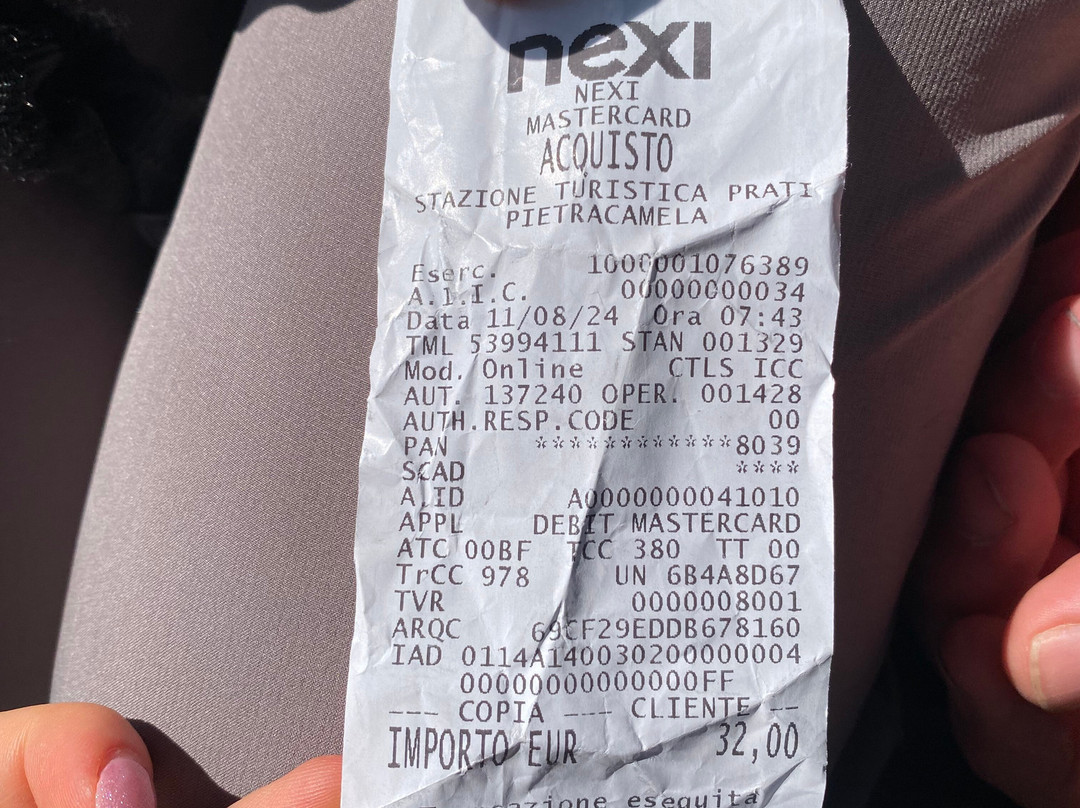 nexi
NEXI
MASTERCARD
ACQUISTO
STAZIONE TURISTICA PRATI
PIETRACAMELA
Eserc. 1000001076389
A.I.I.C. 00000000034
Data 11/08/24 Ora 07:43
TML 53994111 STAN 001329
Mod. Online CTLS ICC
AUT. 137240 OPER. 001428
AUTH.RESP.CODE 00
PAN ************8039
SCAD ****
A.ID A0000000041010
APPL DEBIT MASTERCARD
ATC 00BF TCC 380 TT 00
TrCC 978 UN 6B4A8D67
TVR 0000008001
ARQC 69CF29EDDB678160
IAD 0114A140030200000004
00000000000000FF
--- COPIA --- CLIENTE --
IMPORTO EUR 32,00
eseguita